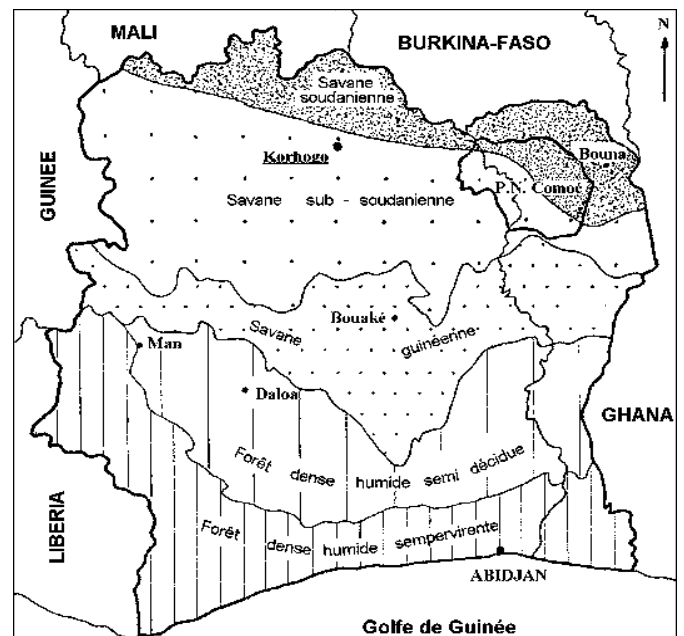 MALI
BURKINA-FASO
N
Savane
soudanienne
Korhogo
Bouna
P.N. Comoé
GUINEE
Savane sub - soudanienne
Bouaké
Savane guinéenne
Man
Daloa
GHANA
Forêt dense humide semi décidue
LIBERIA
Forêt dense humide sempervirente
ABIDJAN
Golfe de Guinée